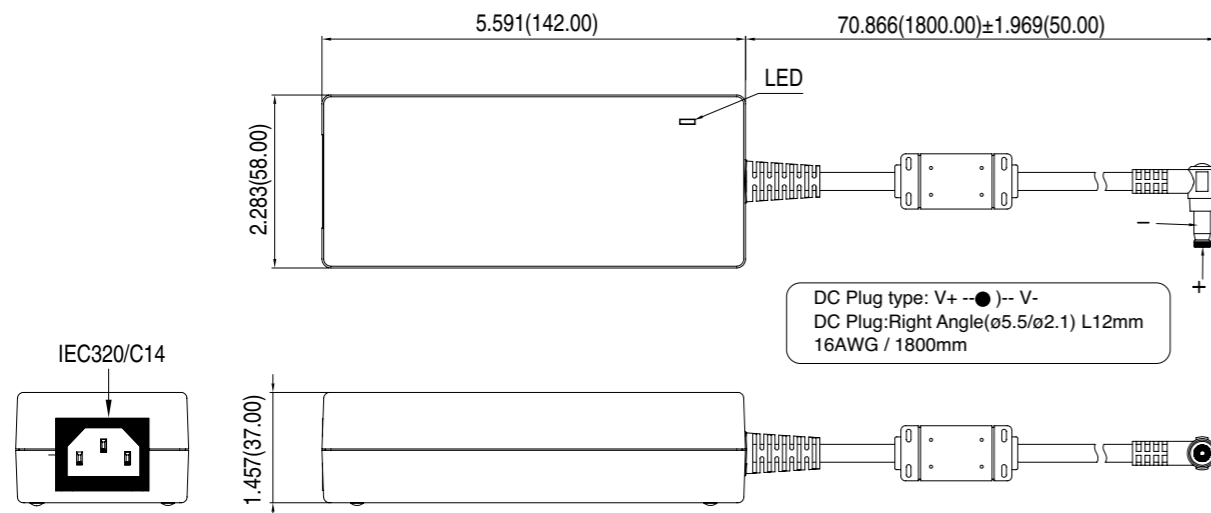 5.591(142.00)
70.866(1800.00)±1.969(50.00)
LED
2.283(58.00)
-
+
DC Plug type: V+ --● )-- V-
DC Plug:Right Angle(ø5.5/ø2.1) L12mm
16AWG / 1800mm
IEC320/C14
1.457(37.00)